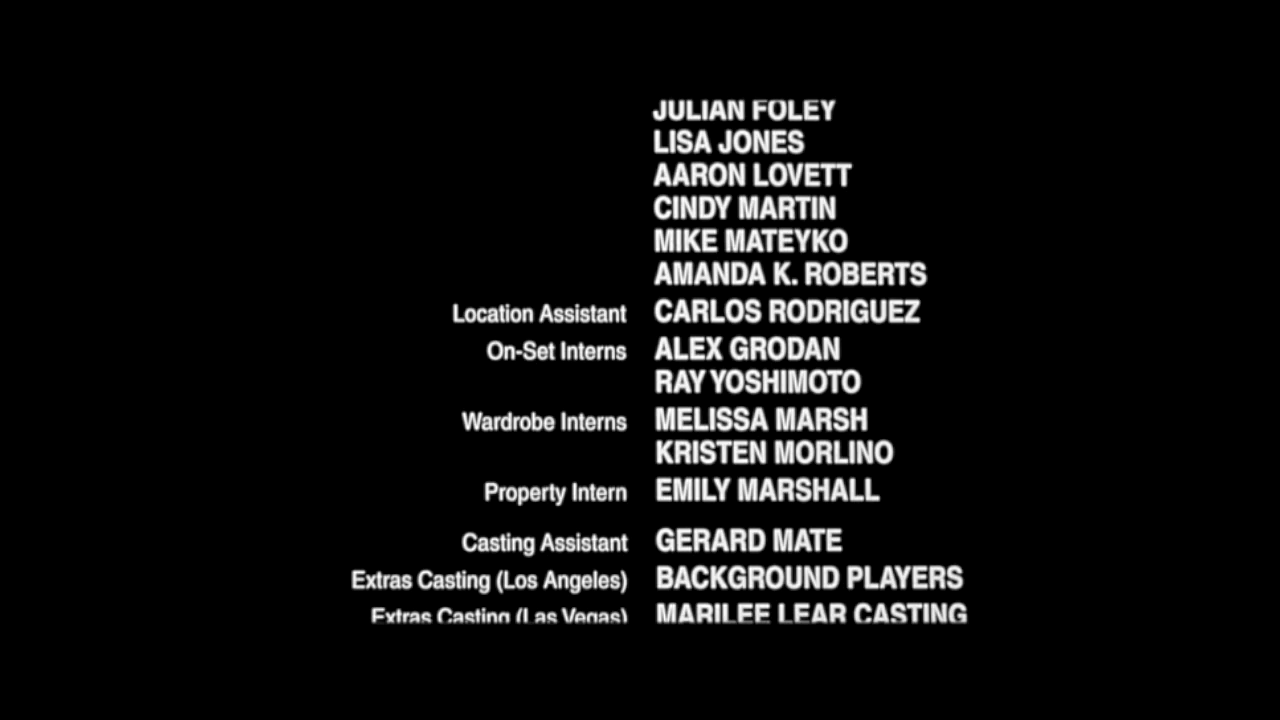 JULIAN FOLEY
LISA JONES
AARON LOVETT
CINDY MARTIN
MIKE MATEYKO
AMANDA K. ROBERTS
Location Assistant CARLOS RODRIGUEZ
On-Set Interns ALEX GRODAN
RAY YOSHIMOTO
Wardrobe Interns MELISSA MARSH
KRISTEN MORLINO
Property Intern EMILY MARSHALL
Casting Assistant GERARD MATE
Extras Casting (Los Angeles) BACKGROUND PLAYERS
Extras Casting (Las Vegas) MARILEE LEAR CASTING